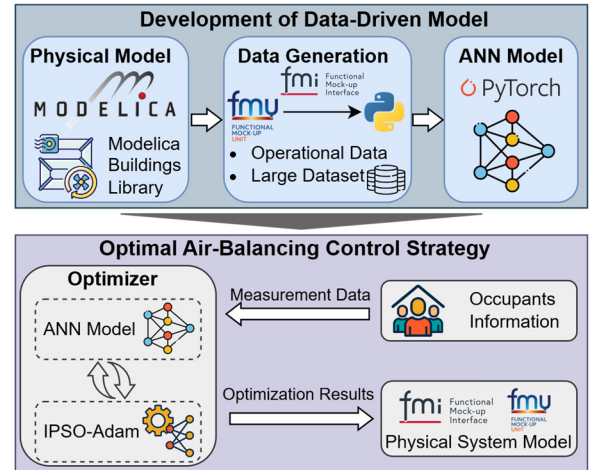 Development of Data-Driven Model
Physical Model
MODELICA
Modelica
Buildings
Library
Data Generation
fmi Functional
Mock-up
Interface
fmu
FUNCTIONAL
MOCK-UP
UNIT
• Operational Data
• Large Dataset
ANN Model
PyTorch
Optimal Air-Balancing Control Strategy
Optimizer
ANN Model
IPSO-Adam
Measurement Data
Optimization Results
Occupants
Information
fmi Functional
Mock-up
Interface
fmu
FUNCTIONAL
MOCK-UP
UNIT
Physical System Model